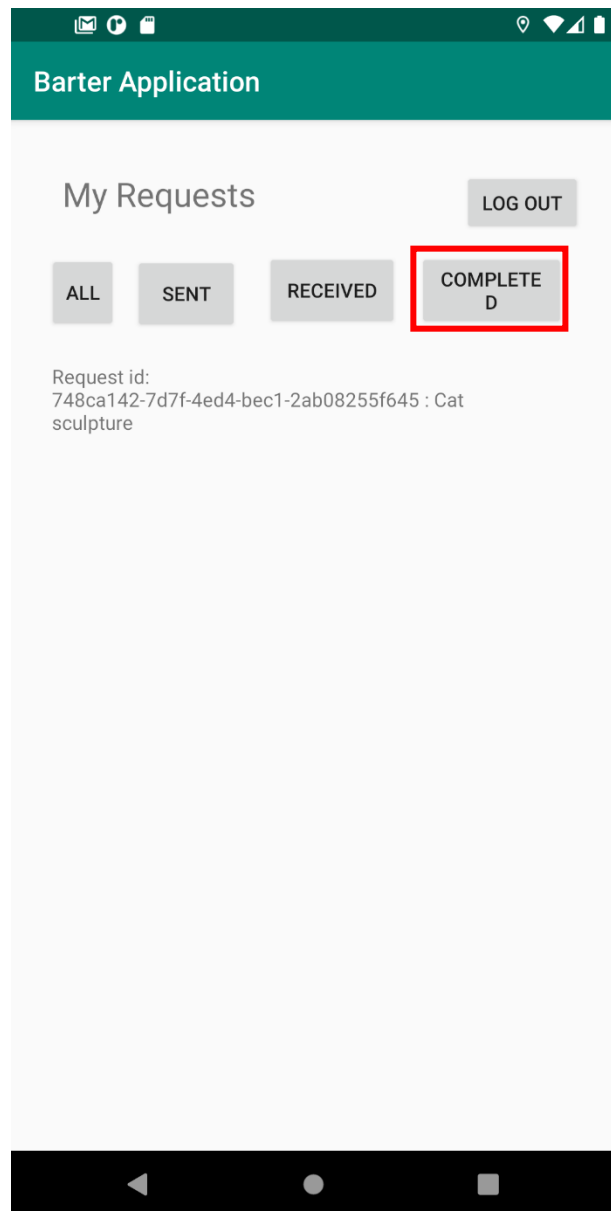 Barter Application
My Requests
LOG OUT
ALL
SENT
RECEIVED
COMPLETE
D
Request id:
748ca142-7d7f-4ed4-bec1-2ab08255f645 : Cat
sculpture